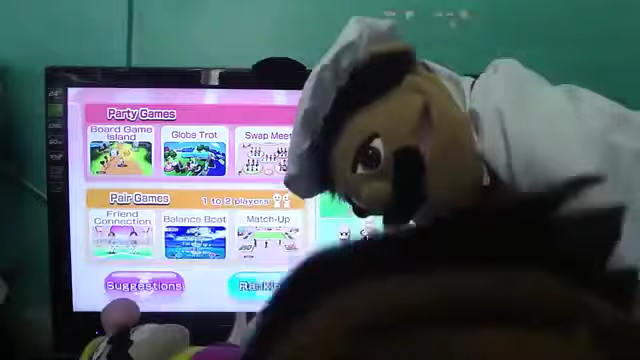 Party Games
Board Game Island
Globe Trot
Swap Meet
Pair Games
1 to 2 players
Friend Connection
Balance Boat
Match-Up
Suggestions